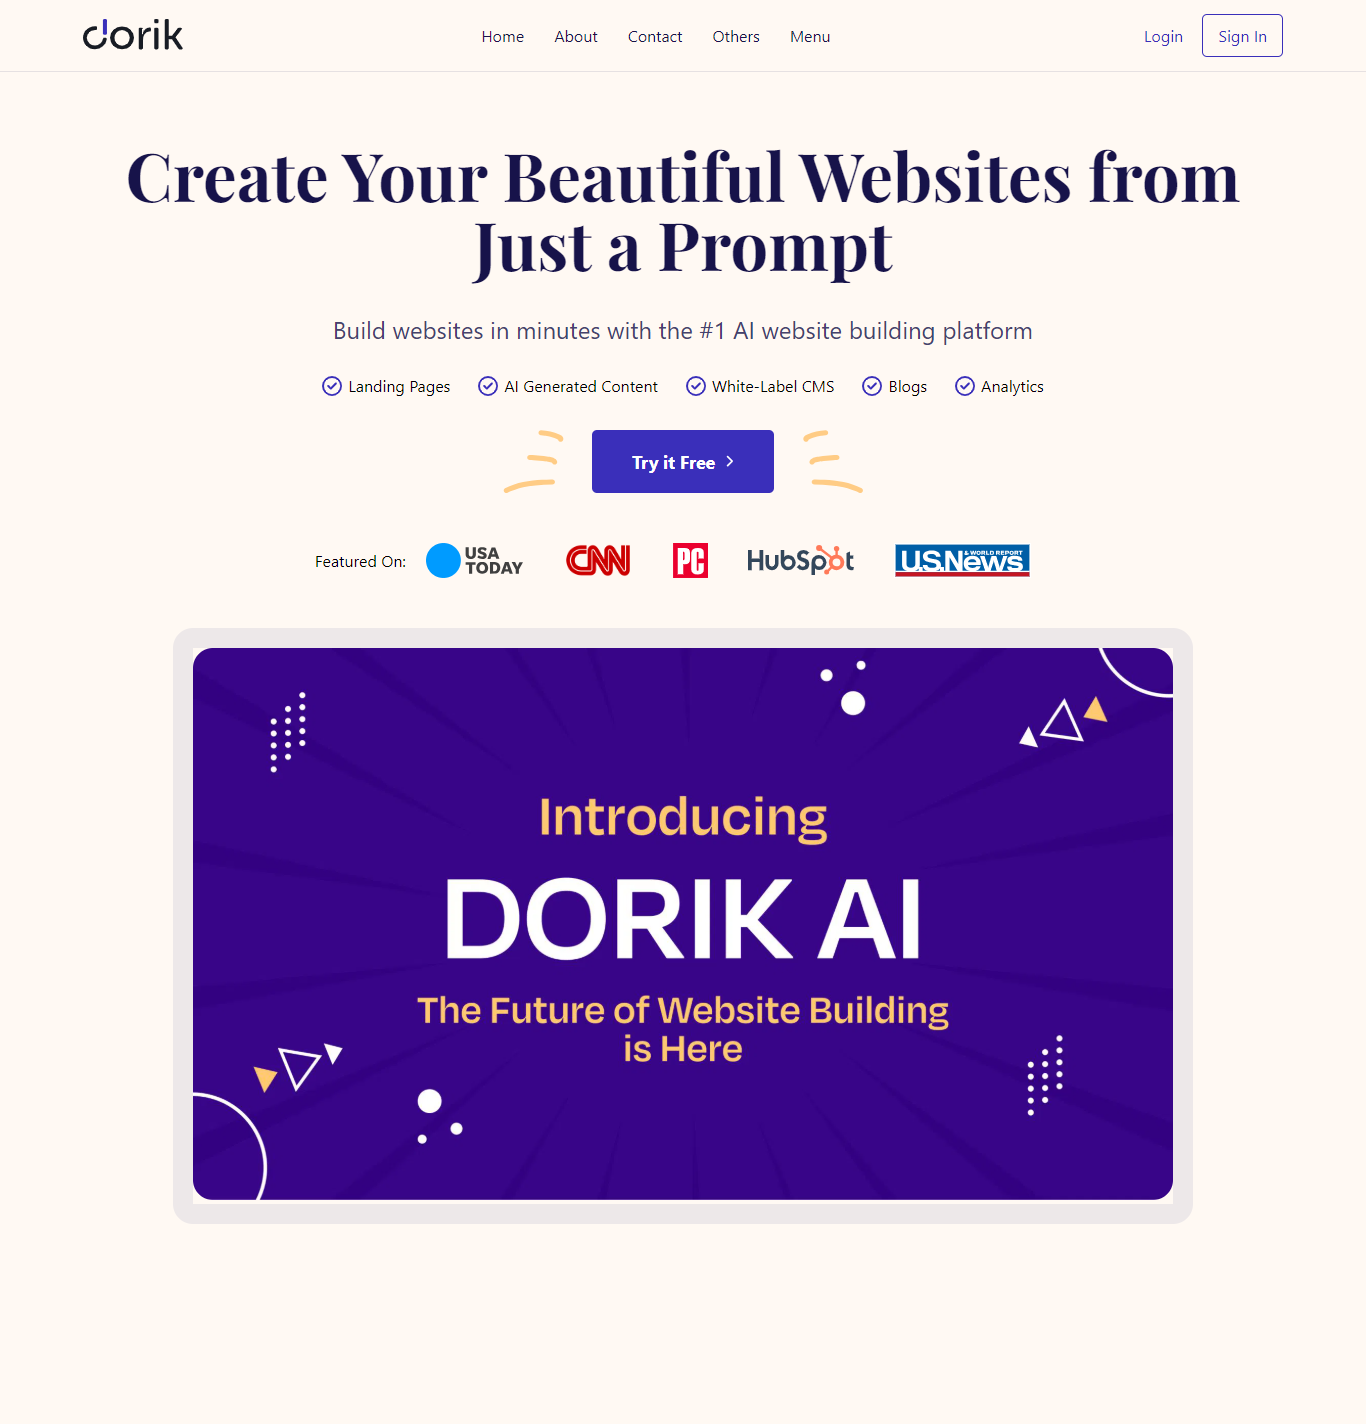 dorik
Home About Contact Others Menu
Login Sign In
Create Your Beautiful Websites from
Just a Prompt
Build websites in minutes with the #1 AI website building platform
Landing Pages AI Generated Content White-Label CMS Blogs Analytics
Try it Free
Featured On: USA TODAY CNN PC HubSpot U.S.News & WORLD REPORT
Introducing
DORIK AI
The Future of Website Building
is Here